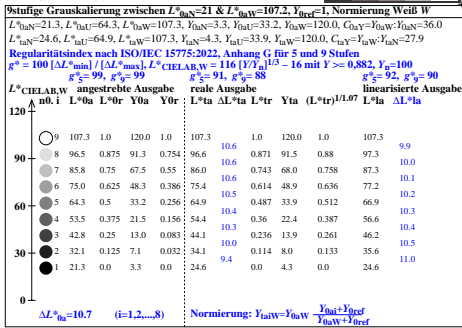 9stufige Grauskalierung zwischen L*0aN=21 & L*0aW=107.2, Y0ref=1, Normierung Weiß W
L*0aN=21.3, L*0aU=64.3, L*0aW=107.3, Y0aN=3.3, Y0aU=33.2, Y0aW=120.0, C0aY=Y0aW:Y0aN=36.0
L*taN=24.6, L*taU=64.9, L*taW=107.3, YtaN=4.3, YtaU=33.9, YtaW=120.0, CtaY=YtaW:YtaN=27.9
Regularitätsindex nach ISO/IEC 15775:2022, Anhang G für 5 und 9 Stufen
g* = 100 [ΔL*min] / [ΔL*max], L*CIELAB,W = 116 [Y/Yn]1/3 – 16 mit Y >= 0,882, Yn=100
g*5= 99, g*9= 99 g*5= 91, g*9= 88 g*5= 92, g*9= 90
L*CIELAB,W angestrebte Ausgabe reale Ausgabe linearisierte Ausgabe
n0. i L*0a L*0r Y0a Y0r L*ta ΔL*ta L*tr Yta (L*tr)1/1.07 L*la ΔL*la
120
9 107.3 1.0 120.0 1.0 107.3 1.0 120.0 1.0 107.3
10.6 9.9
8 96.5 0.875 91.3 0.754 96.6 0.871 91.5 0.88 97.3
90
10.6 10.0
7 85.8 0.75 67.5 0.55 86.0 0.743 68.0 0.758 87.3
10.6 10.1
6 75.0 0.625 48.3 0.386 75.4 0.614 48.9 0.636 77.2
10.5 10.2
60
5 64.3 0.5 33.2 0.256 64.9 0.487 33.9 0.512 66.9
10.4 10.3
4 53.5 0.375 21.5 0.156 54.4 0.36 22.4 0.387 56.6
10.3 10.4
3 42.8 0.25 13.0 0.083 44.1 0.236 13.9 0.261 46.2
10.0 10.5
30
2 32.1 0.125 7.1 0.032 34.1 0.114 8.0 0.133 35.6
9.4 11.0
1 21.3 0.0 3.3 0.0 24.6 0.0 4.3 0.0 24.6
0
ΔL*0a=10.7 (i=1,2,...,8) Normierung: YtaiW=Y0aW Y0ai+Y0ref
Y0aW+Y0ref